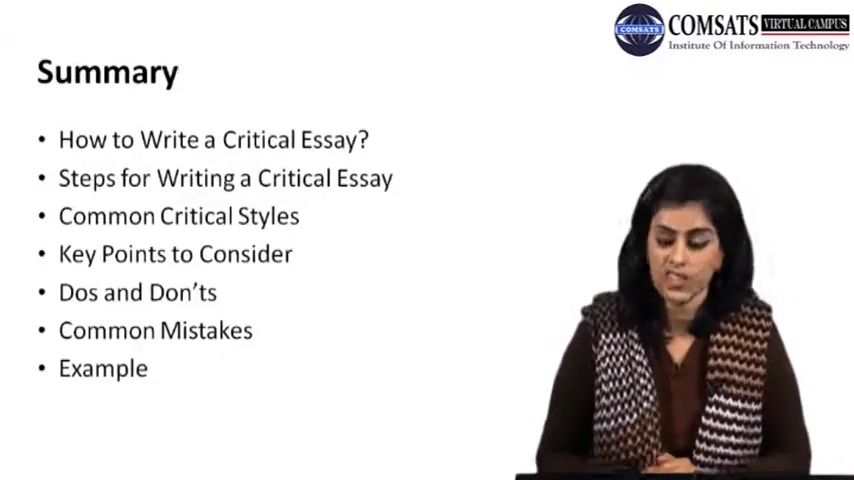 COMSATS
COMSATS VIRTUAL CAMPUS
Institute Of Information Technology
Summary
• How to Write a Critical Essay?
• Steps for Writing a Critical Essay
• Common Critical Styles
• Key Points to Consider
• Dos and Don'ts
• Common Mistakes
• Example